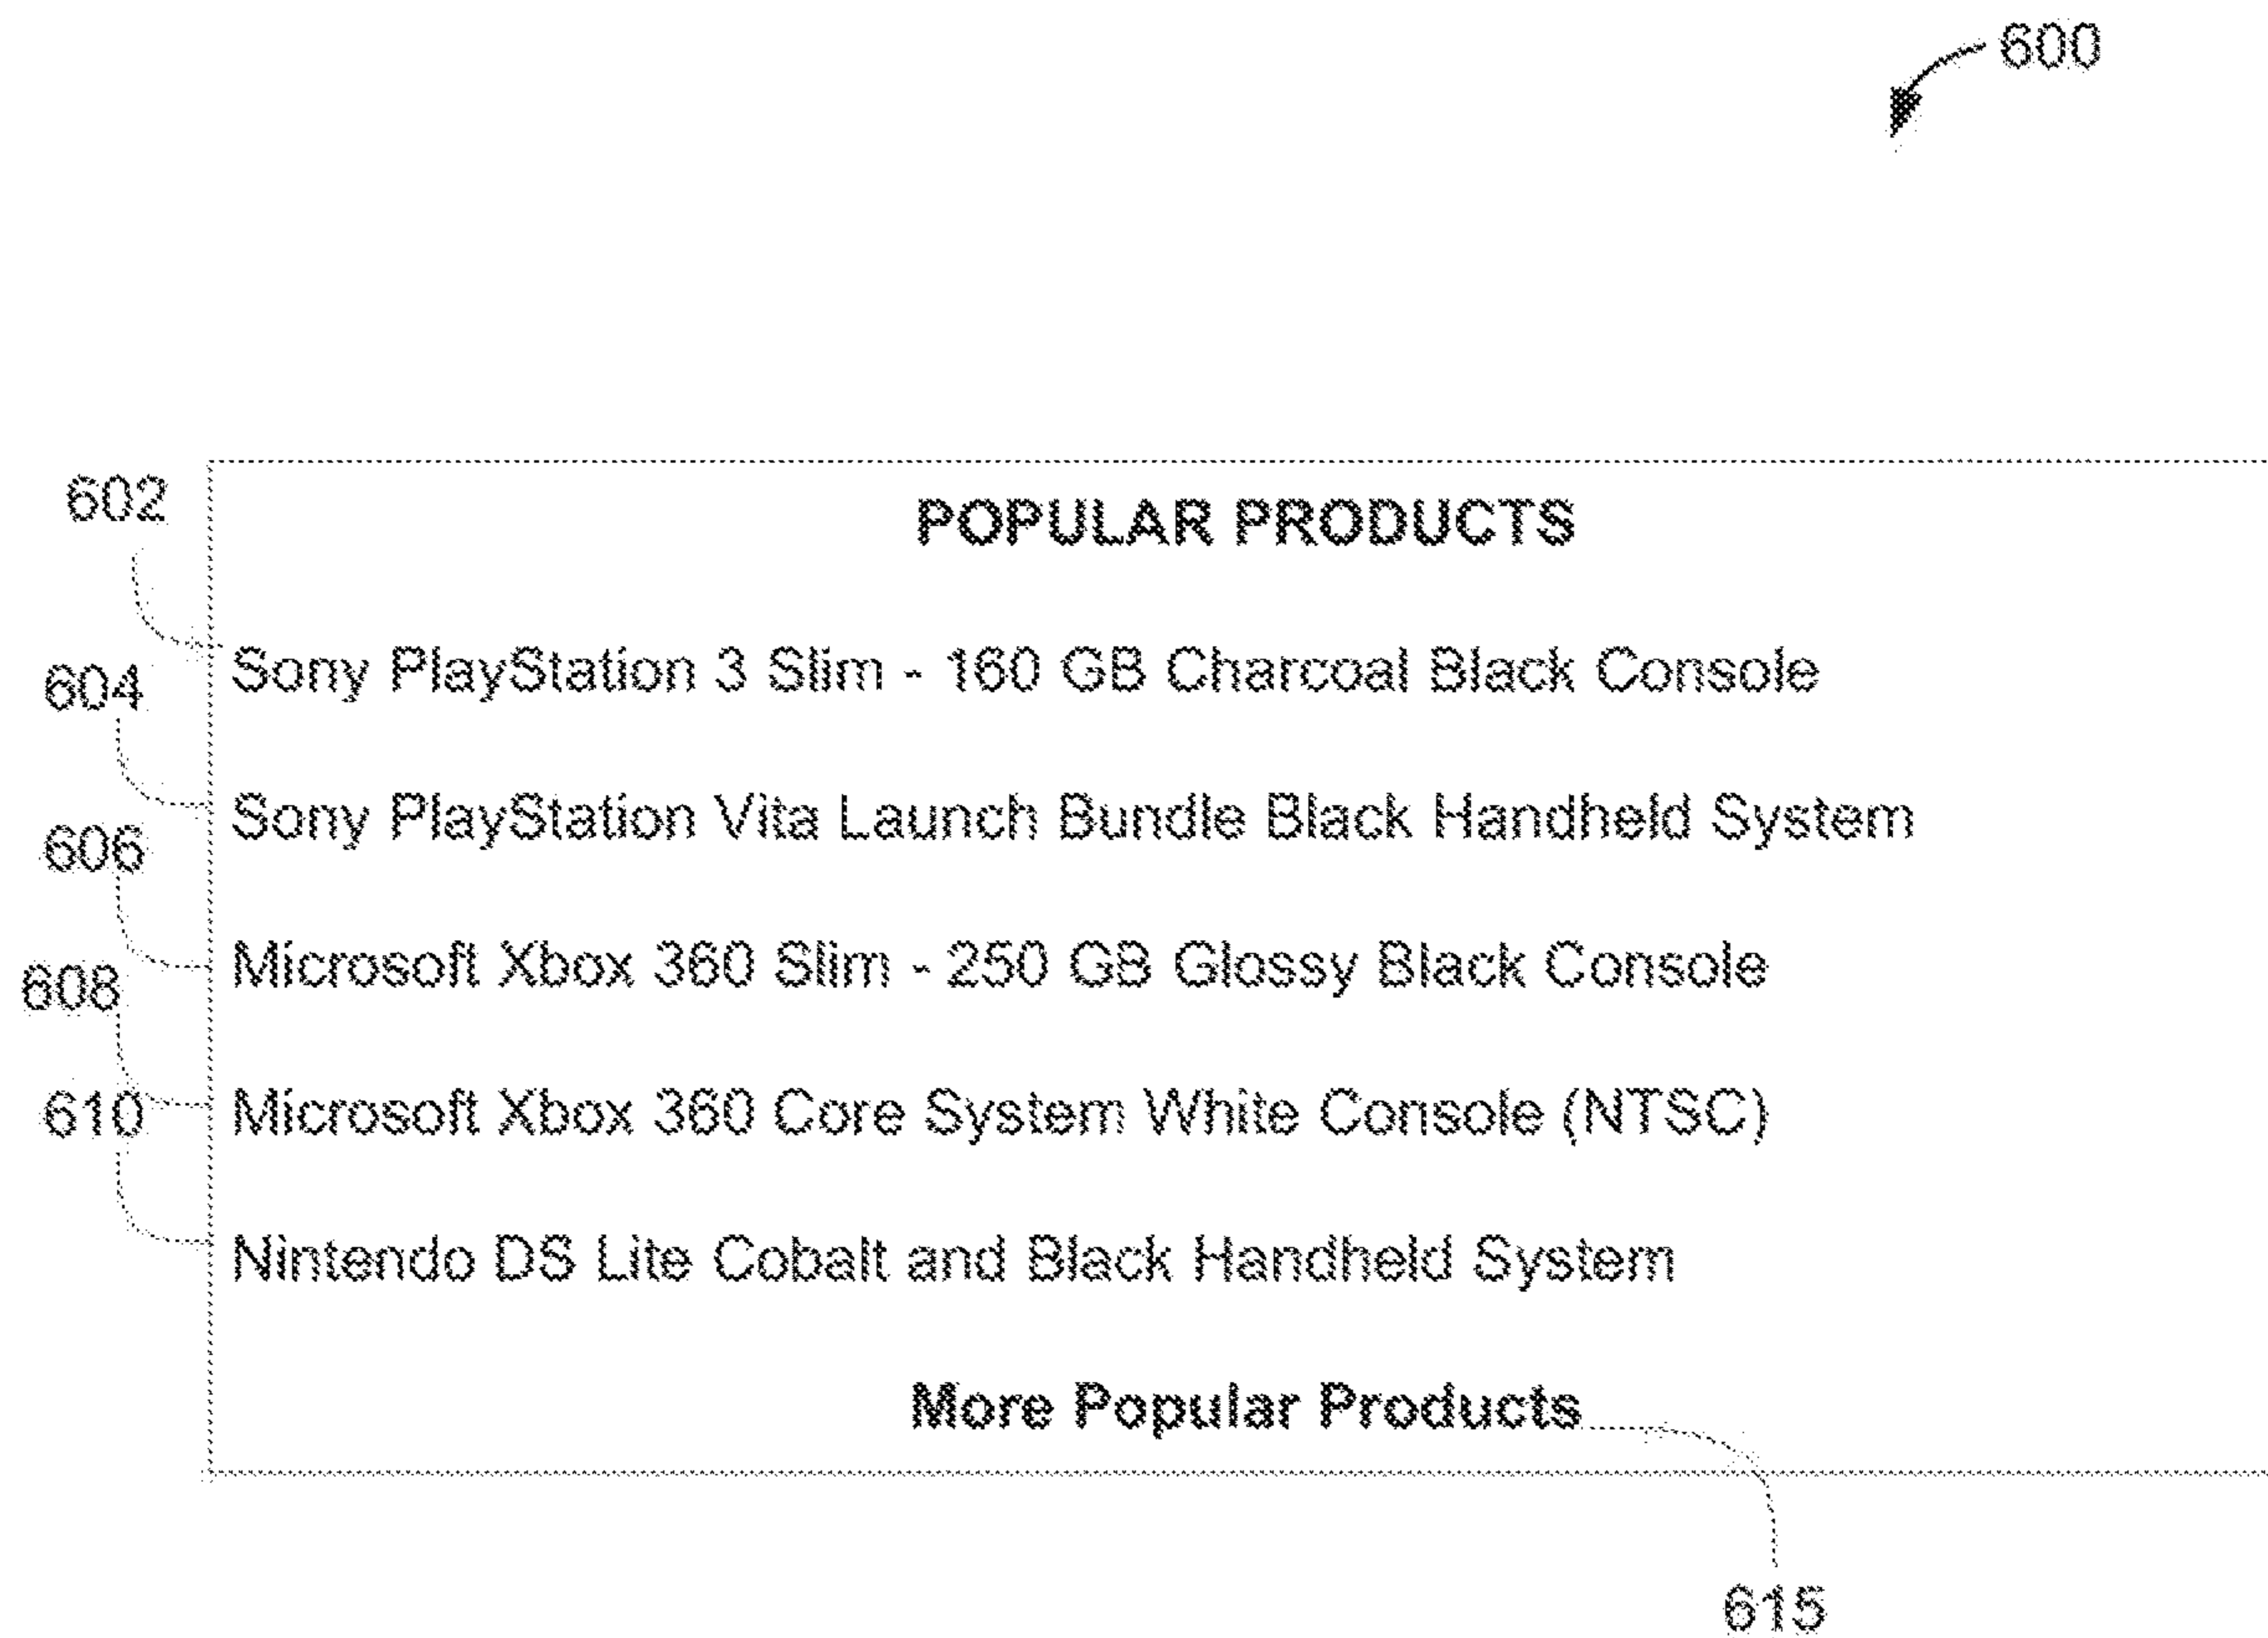 600
602
POPULAR PRODUCTS
Sony PlayStation 3 Slim - 160 GB Charcoal Black Console
604
Sony PlayStation Vita Launch Bundle Black Handheld System
606
Microsoft Xbox 360 Slim - 250 GB Glossy Black Console
608
Microsoft Xbox 360 Core System White Console (NTSC)
610
Nintendo DS Lite Cobalt and Black Handheld System
More Popular Products
615